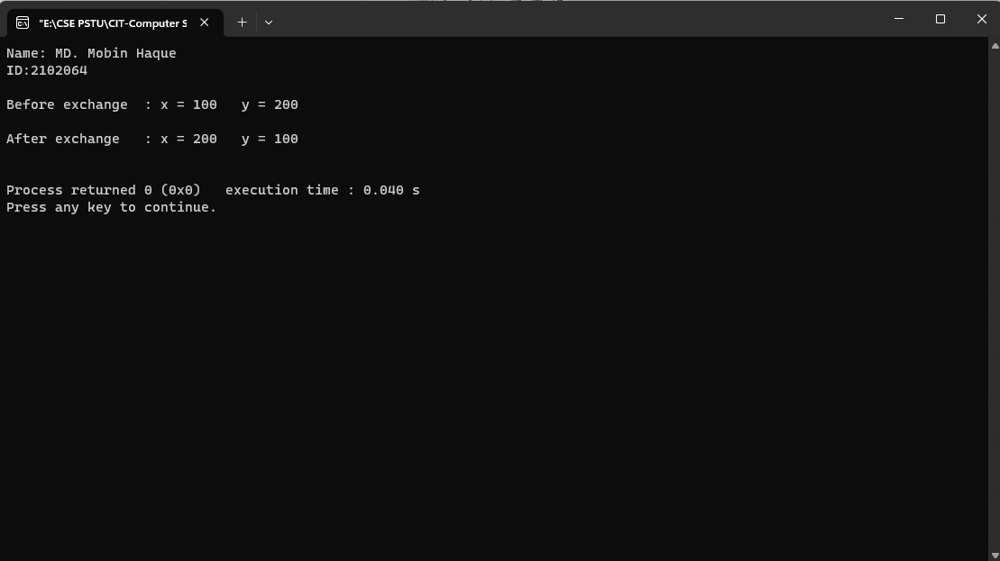 "E:\CSE PSTU\CIT-Computer S
Name: MD. Mobin Haque
ID:2102064
Before exchange  : x = 100   y = 200
After exchange   : x = 200   y = 100
Process returned 0 (0x0)   execution time : 0.040 s
Press any key to continue.